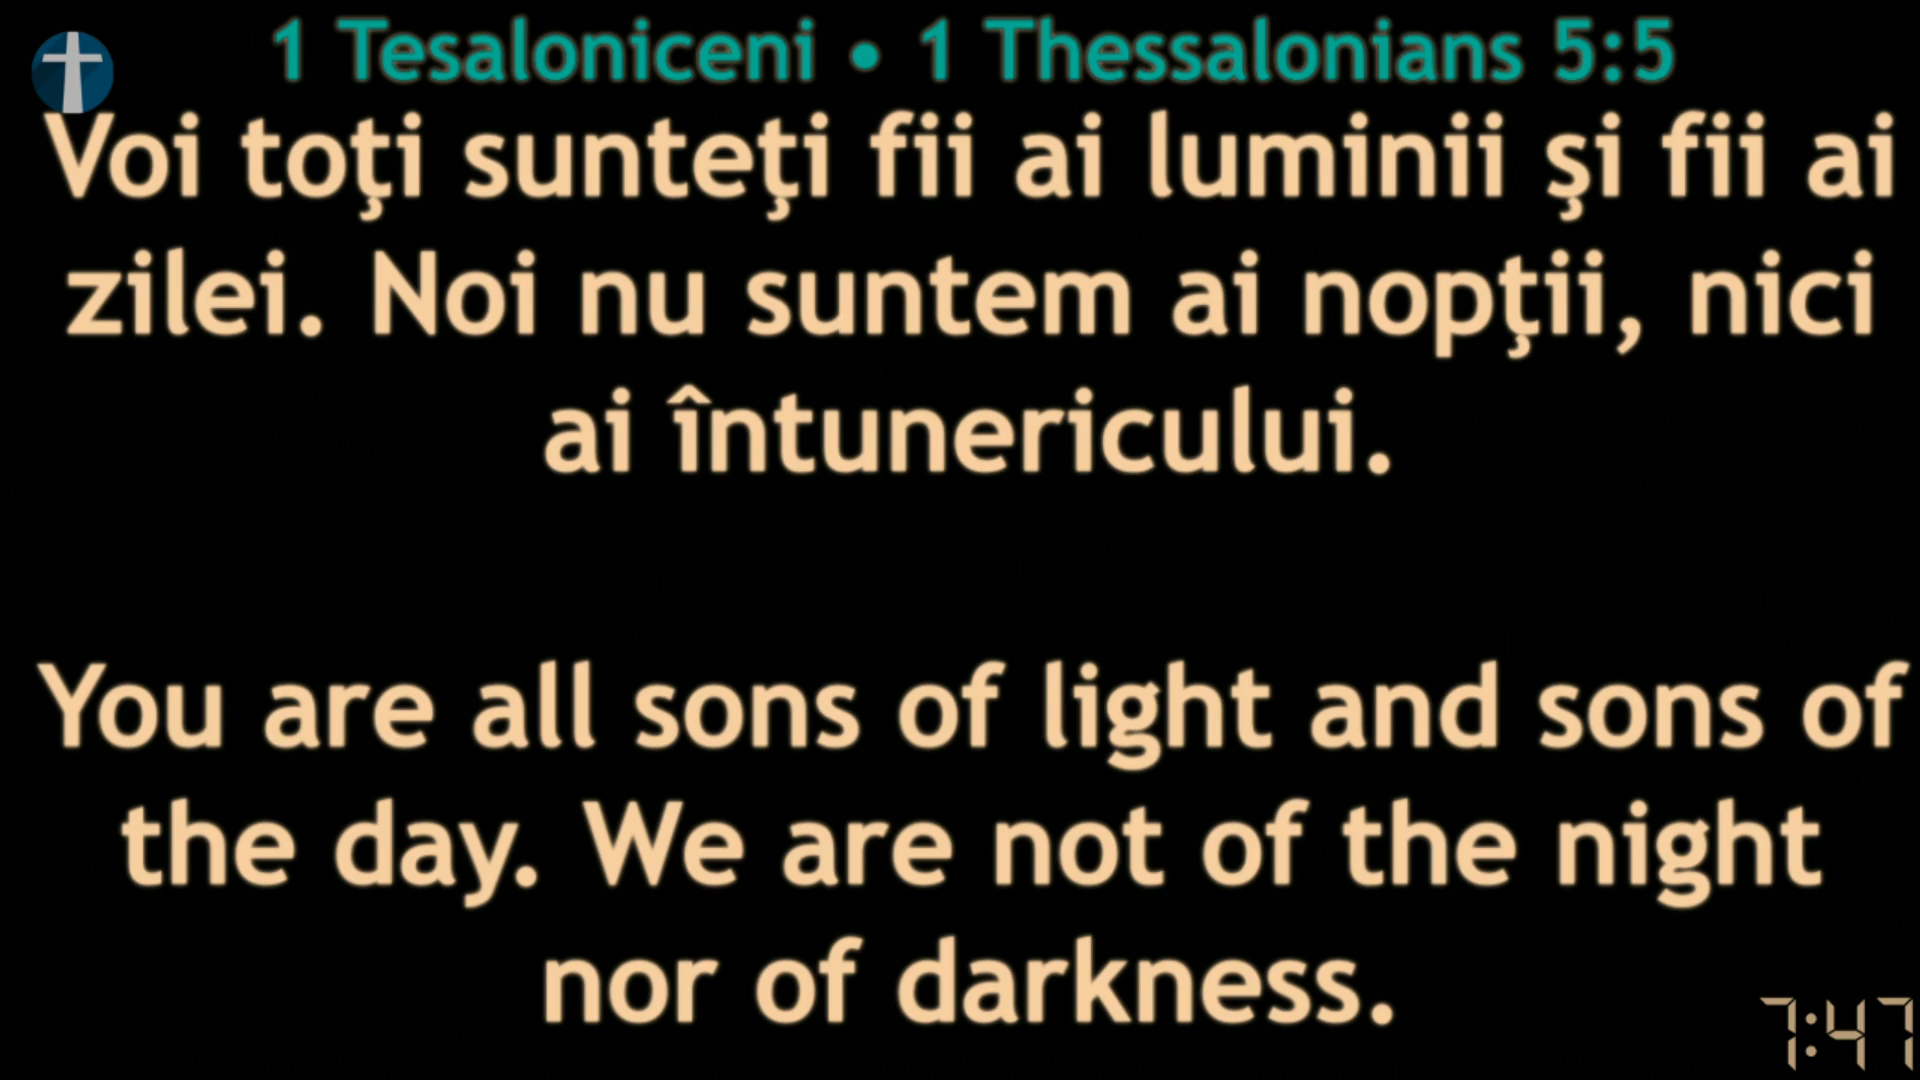 1 Tesaloniceni • 1 Thessalonians 5:5
Voi toţi sunteţi fii ai luminii şi fii ai
zilei. Noi nu suntem ai nopţii, nici
ai întunericului.
You are all sons of light and sons of
the day. We are not of the night
nor of darkness.
7:47